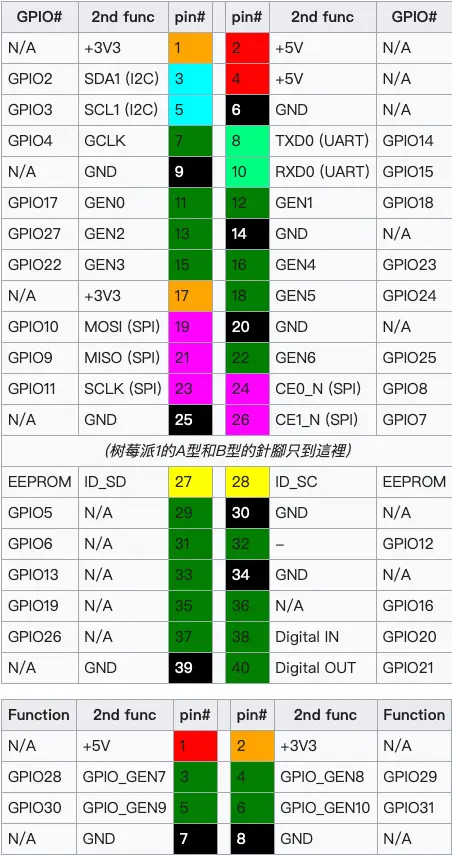 GPIO# 2nd func pin# pin# 2nd func GPIO#
N/A +3V3 1 2 +5V N/A
GPIO2 SDA1 (I2C) 3 4 +5V N/A
GPIO3 SCL1 (I2C) 5 6 GND N/A
GPIO4 GCLK 7 8 TXD0 (UART) GPIO14
N/A GND 9 10 RXD0 (UART) GPIO15
GPIO17 GEN0 11 12 GEN1 GPIO18
GPIO27 GEN2 13 14 GND N/A
GPIO22 GEN3 15 16 GEN4 GPIO23
N/A +3V3 17 18 GEN5 GPIO24
GPIO10 MOSI (SPI) 19 20 GND N/A
GPIO9 MISO (SPI) 21 22 GEN6 GPIO25
GPIO11 SCLK (SPI) 23 24 CE0_N (SPI) GPIO8
N/A GND 25 26 CE1_N (SPI) GPIO7
(树莓派1的A型和B型的針腳只到這裡)
EEPROM ID_SD 27 28 ID_SC EEPROM
GPIO5 N/A 29 30 GND N/A
GPIO6 N/A 31 32 – GPIO12
GPIO13 N/A 33 34 GND N/A
GPIO19 N/A 35 36 N/A GPIO16
GPIO26 N/A 37 38 Digital IN GPIO20
N/A GND 39 40 Digital OUT GPIO21
Function 2nd func pin# pin# 2nd func Function
N/A +5V 1 2 +3V3 N/A
GPIO28 GPIO_GEN7 3 4 GPIO_GEN8 GPIO29
GPIO30 GPIO_GEN9 5 6 GPIO_GEN10 GPIO31
N/A GND 7 8 GND N/A